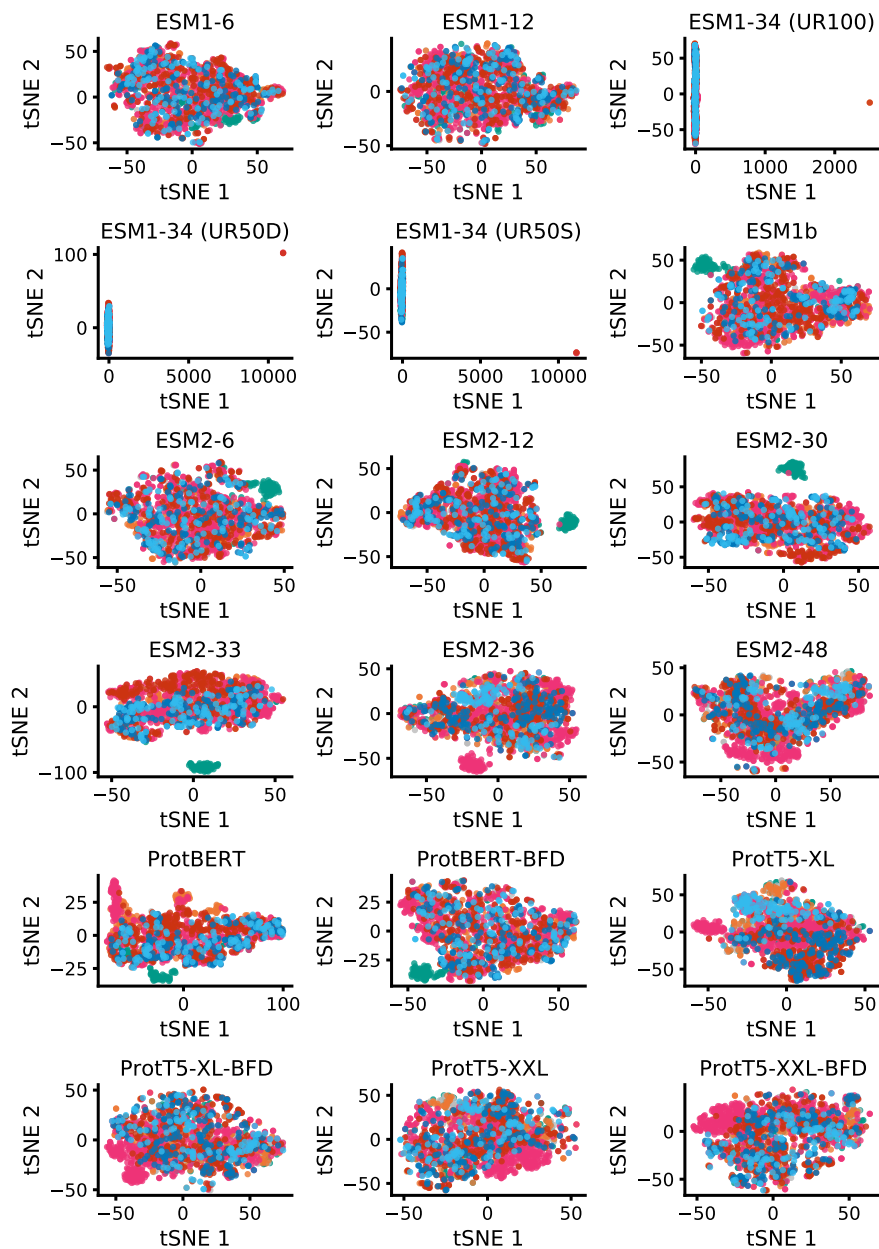 ESM1-6
ESM1-12
ESM1-34 (UR100)
tSNE 2
50
0
−50
−50
0
50
tSNE 1
tSNE 2
50
0
−50
−50
0
50
tSNE 1
tSNE 2
50
0
−50
0
1000
2000
tSNE 1
ESM1-34 (UR50D)
ESM1-34 (UR50S)
ESM1b
tSNE 2
100
0
0
5000
10000
tSNE 1
tSNE 2
0
−50
0
5000
10000
tSNE 1
tSNE 2
50
0
−50
−50
0
50
tSNE 1
ESM2-6
ESM2-12
ESM2-30
tSNE 2
50
0
−50
−50
0
50
tSNE 1
tSNE 2
50
0
−50
−50
0
50
tSNE 1
tSNE 2
50
0
−50
−50
0
50
tSNE 1
ESM2-33
ESM2-36
ESM2-48
tSNE 2
0
−100
−50
0
50
tSNE 1
tSNE 2
50
0
−50
−50
0
50
tSNE 1
tSNE 2
50
0
−50
−50
0
50
tSNE 1
ProtBERT
ProtBERT-BFD
ProtT5-XL
tSNE 2
25
0
−25
0
100
tSNE 1
tSNE 2
25
0
−25
−50
0
50
tSNE 1
tSNE 2
50
0
−50
−50
0
50
tSNE 1
ProtT5-XL-BFD
ProtT5-XXL
ProtT5-XXL-BFD
tSNE 2
50
0
−50
−50
0
50
tSNE 1
tSNE 2
50
0
−50
−50
0
50
tSNE 1
tSNE 2
0
−50
−50
0
50
tSNE 1